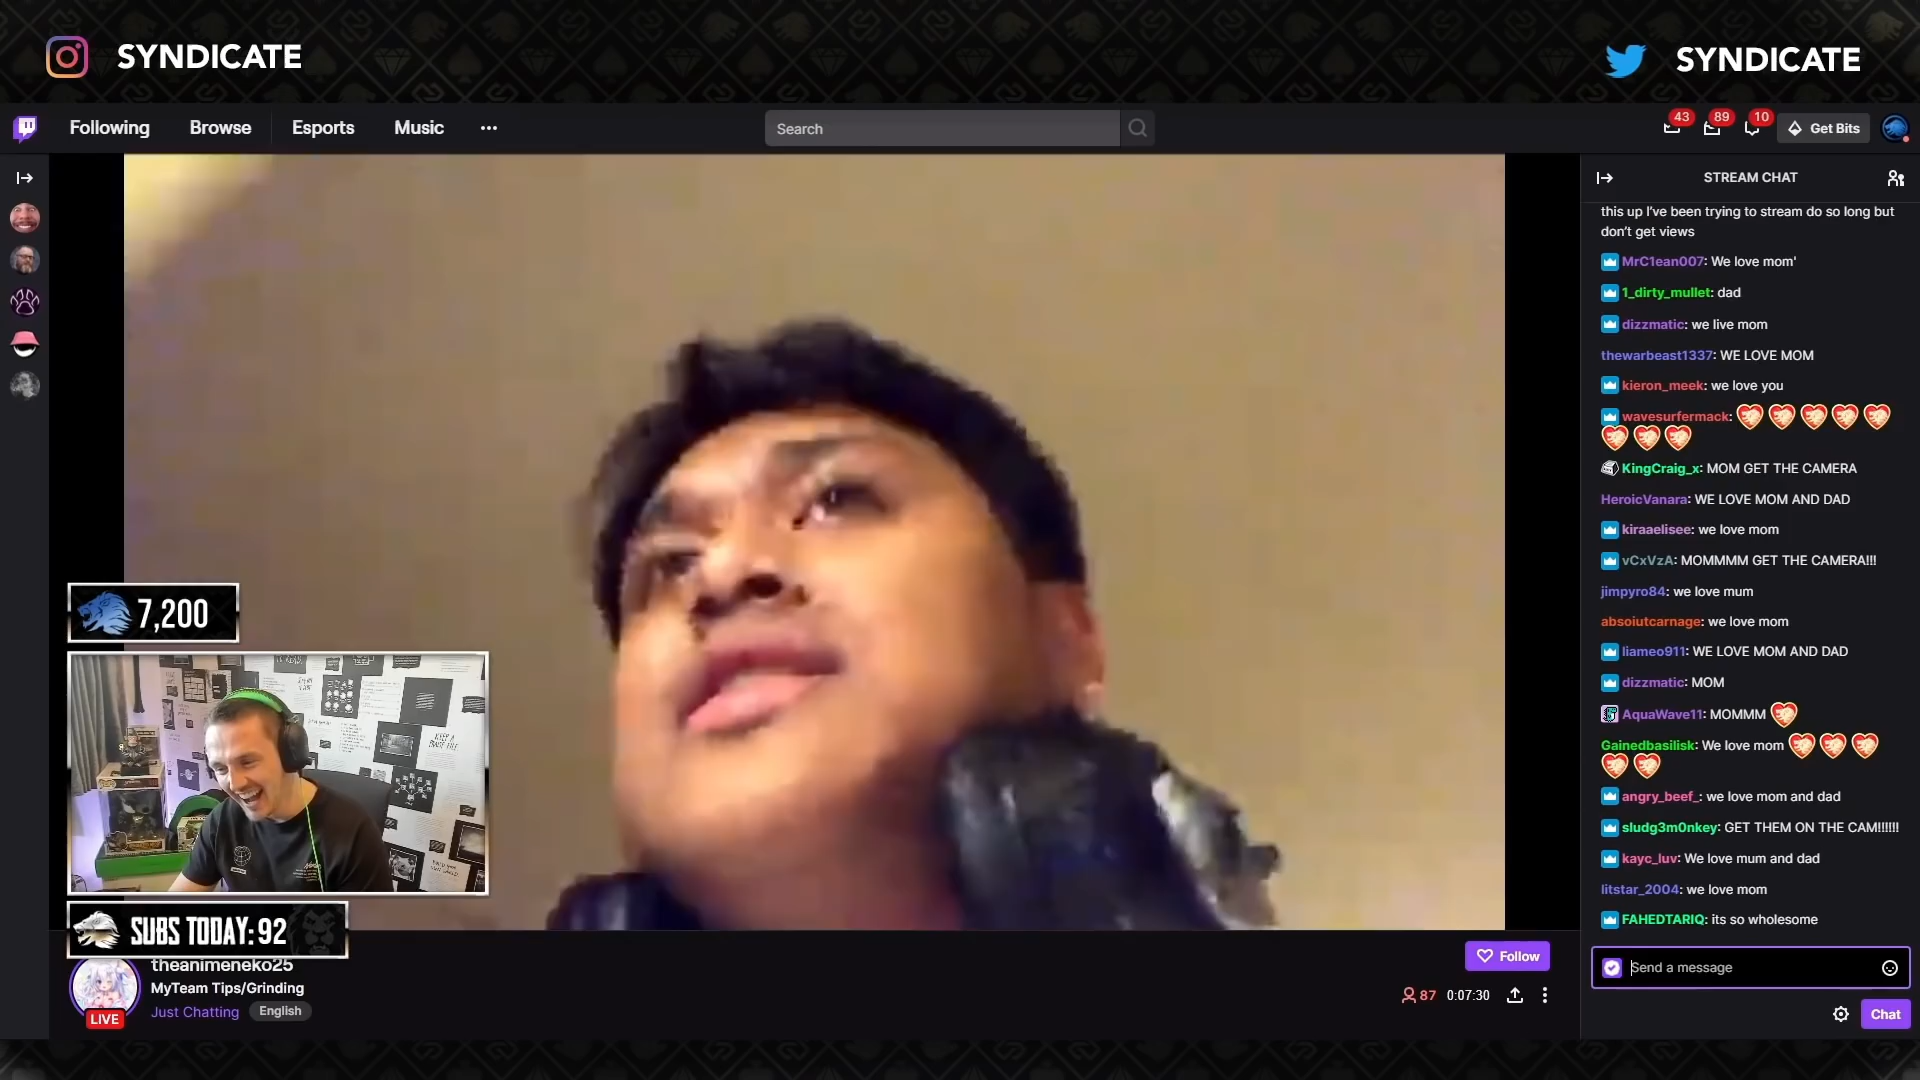 SYNDICATE
SYNDICATE
Following
Browse
Esports
Music
Search
43
89
10
Get Bits
STREAM CHAT
this up I've been trying to stream do so long but
don't get views
MrC1ean007: We love mom'
1_dirty_mullet: dad
dizzmatic: we live mom
thewarbeast1337: WE LOVE MOM
kieron_meek: we love you
wavesurfermack:
KingCraig_x: MOM GET THE CAMERA
HeroicVanara: WE LOVE MOM AND DAD
kiraaelisee: we love mom
vCxVzA: MOMMMM GET THE CAMERA!!!
jimpyro84: we love mum
absoiutcarnage: we love mom
liameo911: WE LOVE MOM AND DAD
dizzmatic: MOM
AquaWave11: MOMMM
Gainedbasilisk: We love mom
angry_beef_: we love mom and dad
sludg3m0nkey: GET THEM ON THE CAM!!!!!!
kayc_luv: We love mum and dad
litstar_2004: we love mom
FAHEDTARIQ: its so wholesome
Send a message
Chat
7,200
KEEP A
SUBS TODAY: 92
theanimeneko25
MyTeam Tips/Grinding
Just Chatting
English
LIVE
Follow
87
0:07:30